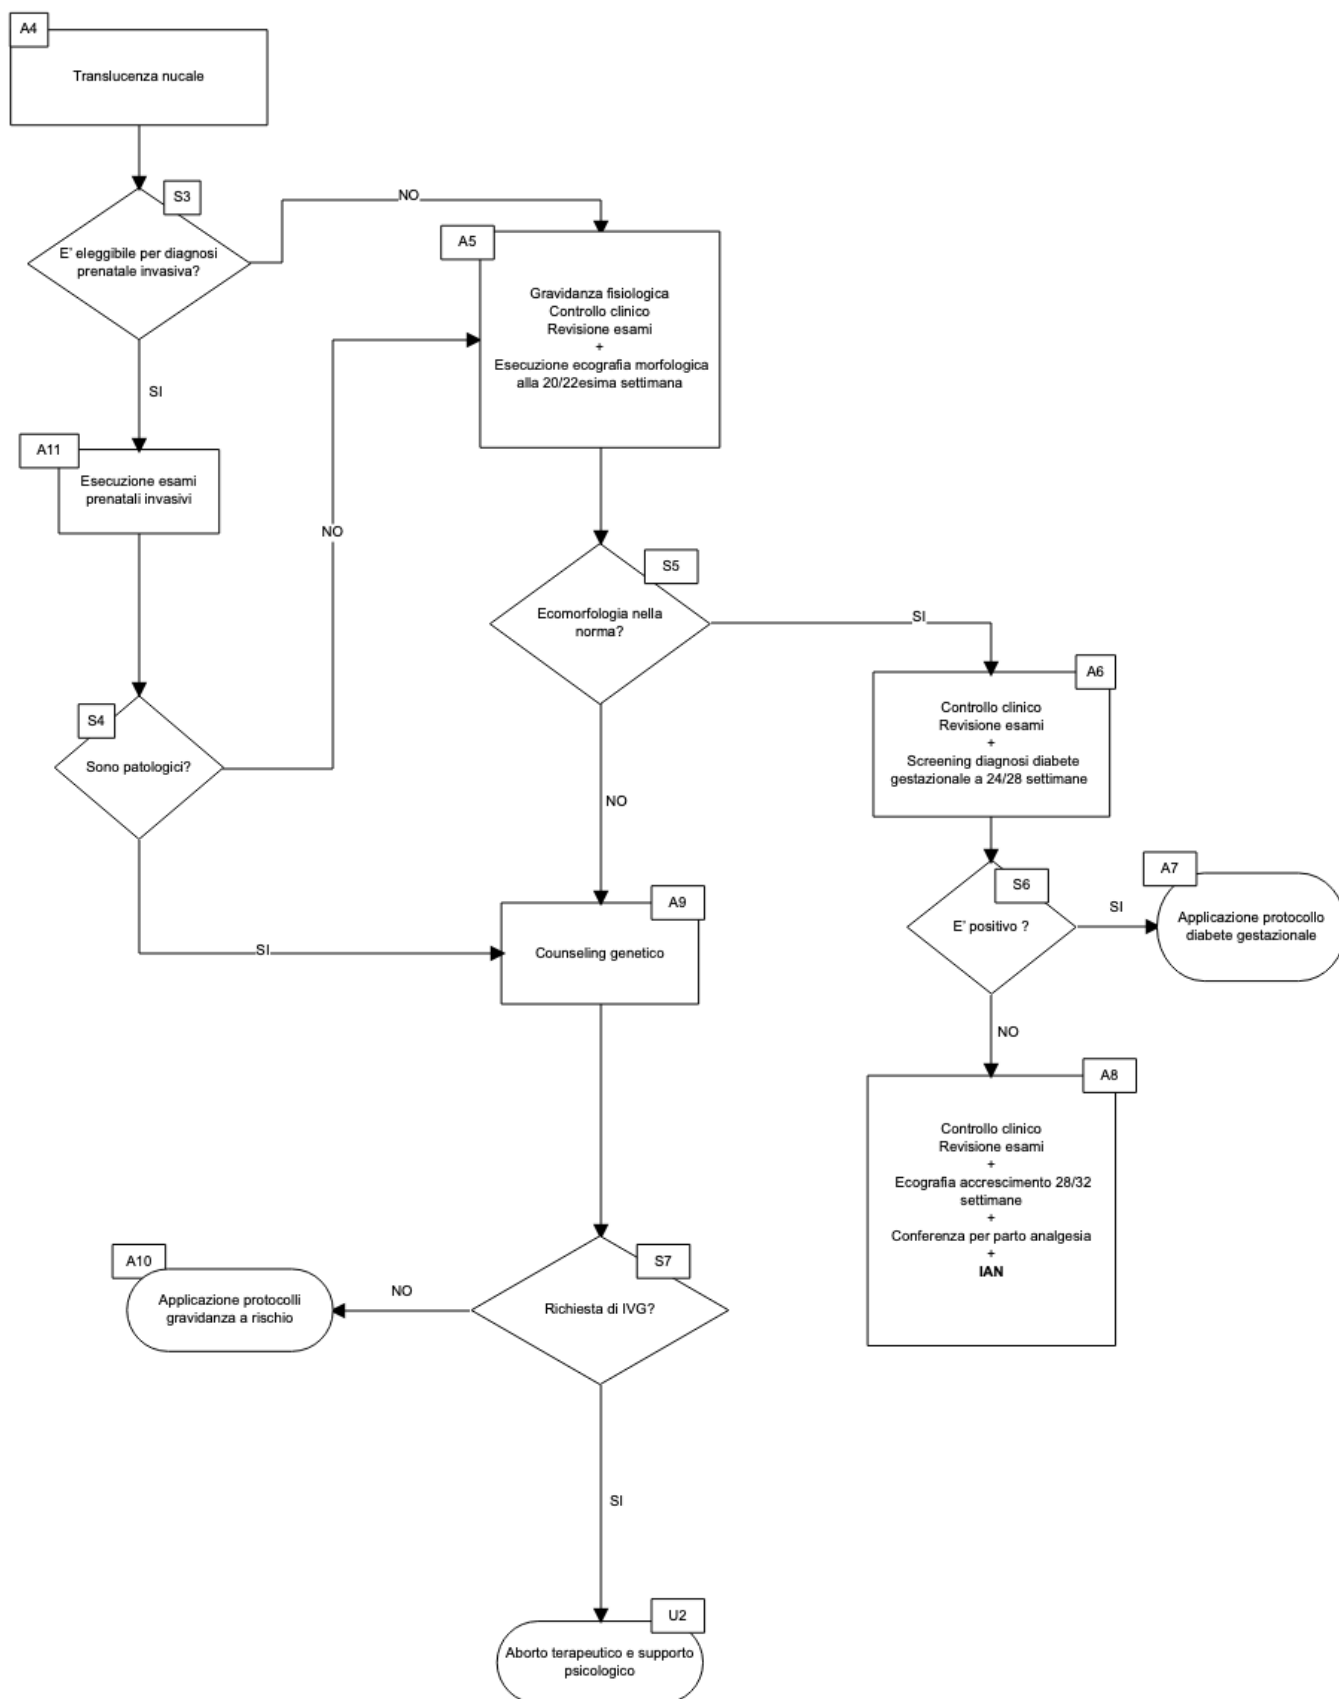 A4
Translucenza nucale
S3
E' eleggibile per diagnosi
prenatale invasiva?
NO
SI
A5
Gravidanza fisiologica
Controllo clinico
Revisione esami
+
Esecuzione ecografia morfologica
alla 20/22esima settimana
A11
Esecuzione esami
prenatali invasivi
NO
S4
Sono patologici?
SI
S5
Ecomorfologia nella
norma?
SI
NO
A6
Controllo clinico
Revisione esami
+
Screening diagnosi diabete
gestazionale a 24/28 settimane
S6
E' positivo ?
SI
A7
Applicazione protocollo
diabete gestazionale
NO
A9
Counseling genetico
A8
Controllo clinico
Revisione esami
+
Ecografia accrescimento 28/32
settimane
+
Conferenza per parto analgesia
+
IAN
S7
Richiesta di IVG?
NO
A10
Applicazione protocolli
gravidanza a rischio
SI
U2
Aborto terapeutico e supporto
psicologico